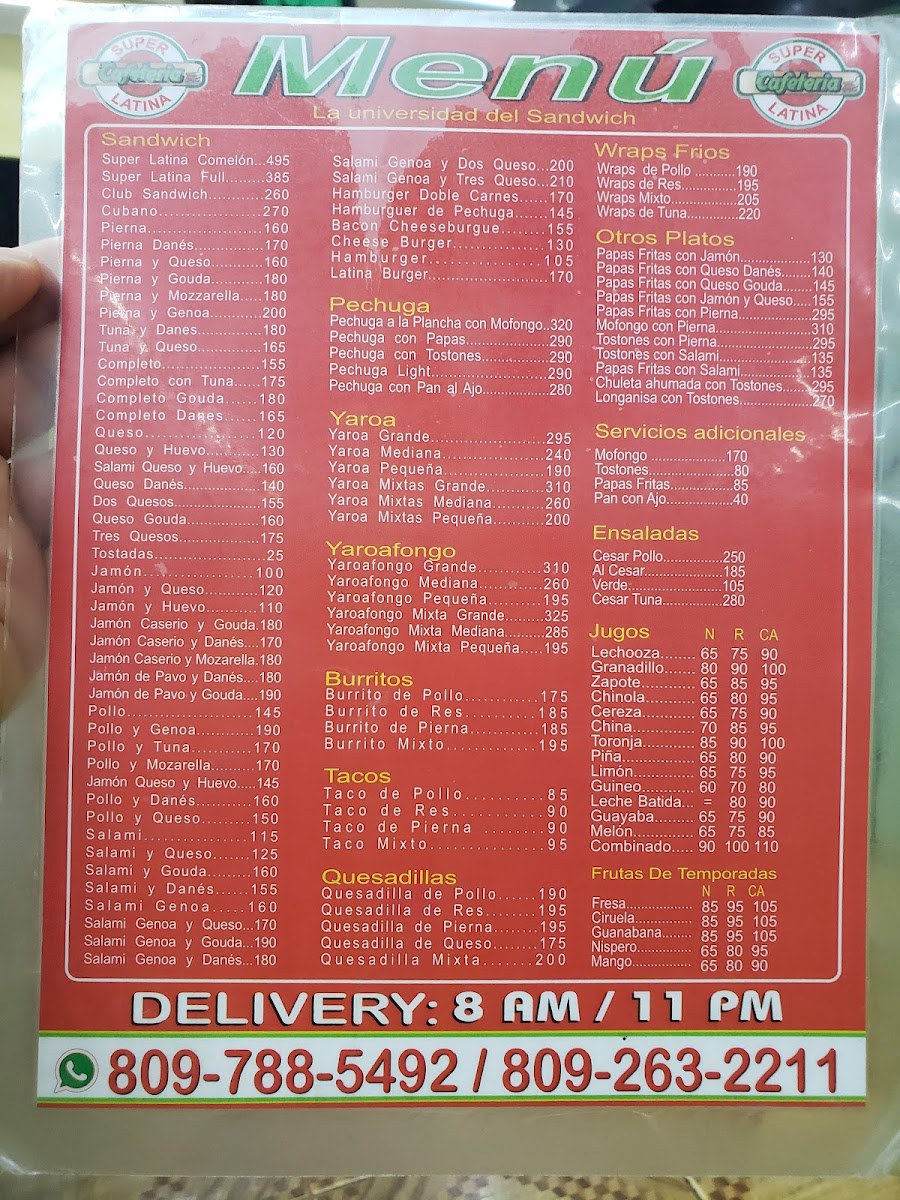 SUPER
Cafeteria
LATINA
Menú
SUPER
Cafeteria
LATINA
La universidad del Sandwich
Sandwich
Super Latina Comelón...495
Super Latina Full.........385
Club Sandwich............260
Cubano......................270
Pierna.......................160
Pierna Danés..............170
Pierna y Queso...........160
Pierna y Gouda...........180
Pierna y Mozzarella.....180
Pierna y Genoa...........200
Tuna y Danes.............180
Tuna y Queso.............165
Completo...................155
Completo con Tuna.....175
Completo Gouda......180
Completo Danes......165
Queso..................120
Queso y Huevo...........130
Salami Queso y Huevo....160
Queso Danés..............140
Dos Quesos................155
Queso Gouda..............160
Tres Quesos...............175
Tostadas....................25
Jamón..................100
Jamón y Queso...........120
Jamón y Huevo...........110
Jamón Caserio y Gouda.180
Jamón Caserio y Danés....170
Jamón Caserio y Mozarella.180
Jamón de Pavo y Danés....180
Jamón de Pavo y Gouda....190
Pollo.......................145
Pollo y Genoa............190
Pollo y Tuna..............170
Pollo y Mozarella........170
Jamón Queso y Huevo.....145
Pollo y Danés............160
Pollo y Queso............150
Salami.................115
Salami y Queso.......125
Salami y Gouda.........160
Salami y Danés.........155
Salami Genoa.....160
Salami Genoa y Queso...170
Salami Genoa y Gouda...190
Salami Genoa y Danés...180
Salami Genoa y Dos Queso...200
Salami Genoa y Tres Queso...210
Hamburger Doble Carnes.....170
Hamburguer de Pechuga......145
Bacon Cheeseburgue........155
Cheese Burger..............130
Hamburger...............105
Latina Burger...................170
Pechuga
Pechuga a la Plancha con Mofongo..320
Pechuga con Papas..............290
Pechuga con Tostones...........290
Pechuga Light....................290
Pechuga con Pan al Ajo..........280
Yaroa
Yaroa Grande....................295
Yaroa Mediana..................240
Yaroa Pequeña..................190
Yaroa Mixtas Grande..........310
Yaroa Mixtas Mediana........260
Yaroa Mixtas Pequeña........200
Yaroafongo
Yaroafongo Grande...........310
Yaroafongo Mediana.........260
Yaroafongo Pequeña.........195
Yaroafongo Mixta Grande.......325
Yaroafongo Mixta Mediana......285
Yaroafongo Mixta Pequeña.....195
Burritos
Burrito de Pollo...........175
Burrito de Res............185
Burrito de Pierna.........185
Burrito Mixto..............195
Tacos
Taco de Pollo..........85
Taco de Res............90
Taco de Pierna ........90
Taco Mixto..............95
Quesadillas
Quesadilla de Pollo......190
Quesadilla de Res........195
Quesadilla de Pierna.....195
Quesadilla de Queso......175
Quesadilla Mixta.......200
Wraps Frios
Wraps de Pollo ..........190
Wraps de Res..............195
Wraps Mixto................205
Wraps de Tuna.............220
Otros Platos
Papas Fritas con Jamón.................130
Papas Fritas con Queso Danés........140
Papas Fritas con Queso Gouda.......145
Papas Fritas con Jamón y Queso.....155
Papas Fritas con Pierna.................295
Mofongo con Pierna......................310
Tostones con Pierna.....................295
Tostones con Salami.....................135
Papas Fritas con Salami................135
Chuleta ahumada con Tostones.......295
Longanisa con Tostones.................270
Servicios adicionales
Mofongo ..................170
Tostones.....................80
Papas Fritas................85
Pan con Ajo.................40
Ensaladas
Cesar Pollo...............250
Al Cesar....................185
Verde:.......................105
Cesar Tuna...............280
Jugos N R CA
Lechooza........ 65 75 90
Granadillo........ 80 90 100
Zapote............ 65 85 95
Chinola........... 65 80 95
Cereza............ 65 75 90
China.............. 70 85 95
Toronja............ 85 90 100
Piña................ 65 80 90
Limón............. 65 75 95
Guineo............ 60 70 80
Leche Batida... = 80 90
Guayaba......... 65 75 90
Melón............. 65 75 85
Combinado..... 90 100 110
Frutas De Temporadas
N R CA
Fresa.................. 85 95 105
Ciruela................ 85 95 105
Guanabana......... 85 95 105
Nispero............... 65 80 95
Mango................ 65 80 90
DELIVERY: 8 AM / 11 PM
809-788-5492 / 809-263-2211